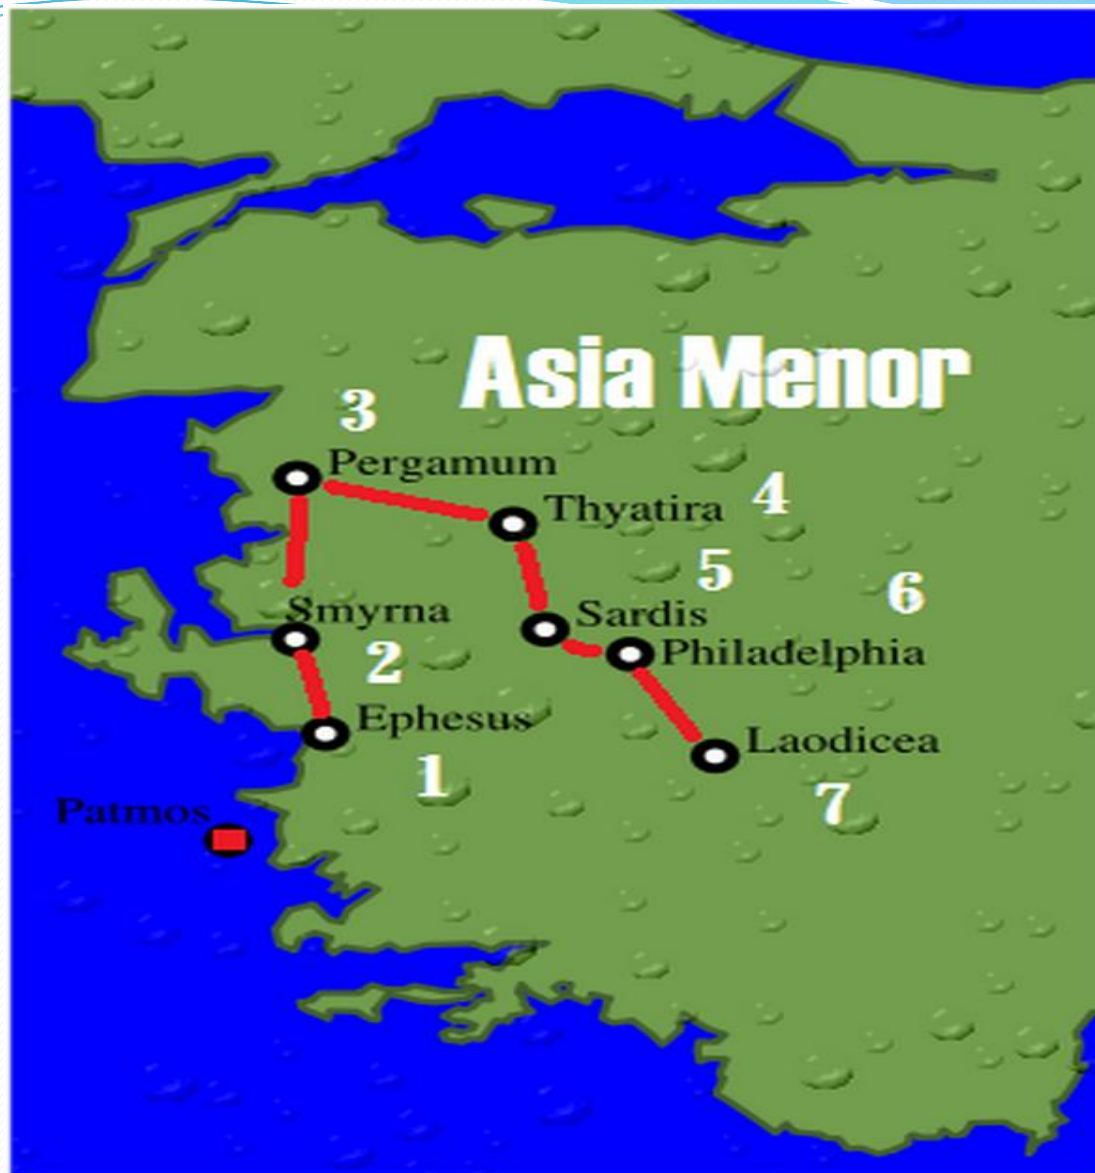 Asia Menor
3
Pergamum
Thyatira 4
5
6
Smyrna
Sardis
2
Philadelphia
Ephesus
1
Laodicea
7
Patmos